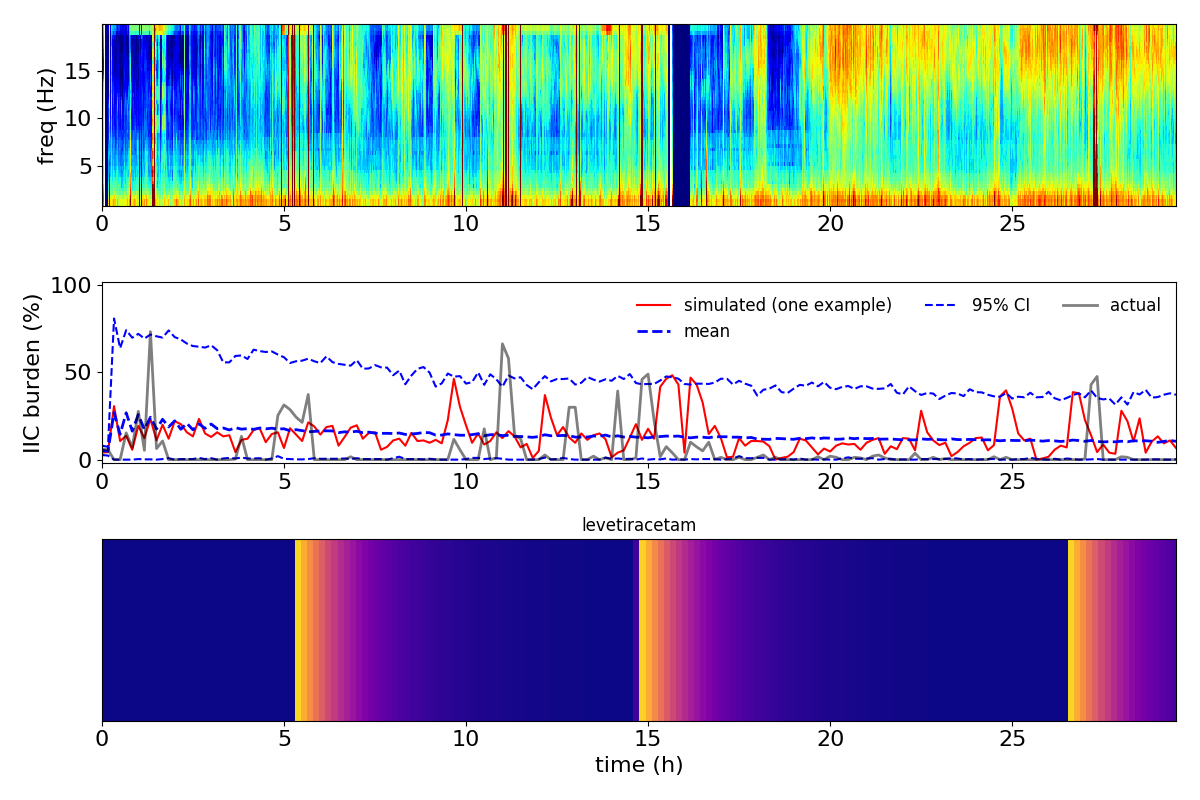 freq (Hz)
15
10
5
0 5 10 15 20 25
IIC burden (%)
100
50
0
simulated (one example) 95% CI actual
mean
0 5 10 15 20 25
levetiracetam
0 5 10 15 20 25
time (h)